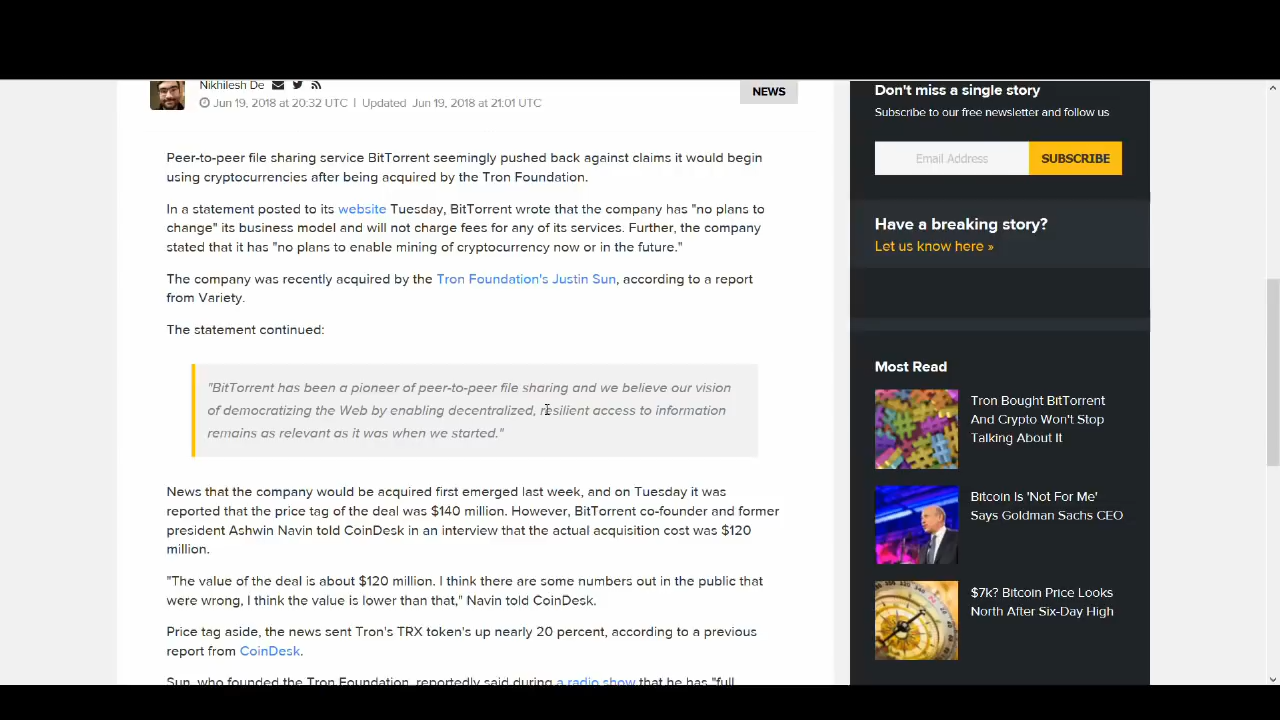 Nikhilesh De
Jun 19, 2018 at 20:32 UTC | Updated Jun 19, 2018 at 21:01 UTC
NEWS
Peer-to-peer file sharing service BitTorrent seemingly pushed back against claims it would begin
using cryptocurrencies after being acquired by the Tron Foundation.
In a statement posted to its website Tuesday, BitTorrent wrote that the company has "no plans to
change" its business model and will not charge fees for any of its services. Further, the company
stated that it has "no plans to enable mining of cryptocurrency now or in the future."
The company was recently acquired by the Tron Foundation's Justin Sun, according to a report
from Variety.
The statement continued:
"BitTorrent has been a pioneer of peer-to-peer file sharing and we believe our vision
of democratizing the Web by enabling decentralized, resilient access to information
remains as relevant as it was when we started."
News that the company would be acquired first emerged last week, and on Tuesday it was
reported that the price tag of the deal was $140 million. However, BitTorrent co-founder and former
president Ashwin Navin told CoinDesk in an interview that the actual acquisition cost was $120
million.
"The value of the deal is about $120 million. I think there are some numbers out in the public that
were wrong, I think the value is lower than that," Navin told CoinDesk.
Price tag aside, the news sent Tron's TRX token's up nearly 20 percent, according to a previous
report from CoinDesk.
Sun, who founded the Tron Foundation, reportedly said during a radio show that he has "full
Don't miss a single story
Subscribe to our free newsletter and follow us
Email Address
SUBSCRIBE
Have a breaking story?
Let us know here »
Most Read
Tron Bought BitTorrent
And Crypto Won't Stop
Talking About It
Bitcoin Is 'Not For Me'
Says Goldman Sachs CEO
$7k? Bitcoin Price Looks
North After Six-Day High